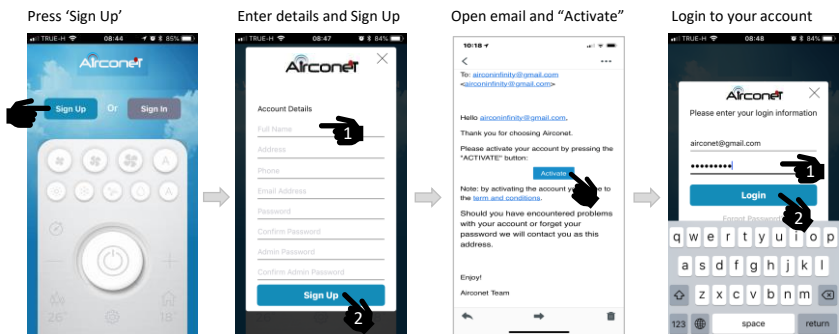 Press ‘Sign Up’
Enter details and Sign Up
Open email and “Activate”
Login to your account
TRUE-H 08:44 85%
Airconet
Sign Up Or Sign In
A
A
26° 18°
TRUE-H 08:47 84%
Airconet
Account Details
Full Name
1
Address
Phone
Email Address
Password
Confirm Password
Admin Password
Confirm Admin Password
Sign Up
2
10:18
To: airconinfinity@gmail.com
<airconinfinity@gmail.com>
Hello airconinfinity@gmail.com,
Thank you for choosing Airconet.
Please activate your account by pressing the
"ACTIVATE" button:
Activate
Note: by activating the account to
the term and conditions.
Should you have encountered problems
with your account or forget your
password we will contact you as this
address.
Enjoy!
Airconet Team
TRUE-H 08:48 84%
Airconet
Please enter your login information
airconet@gmail.com
1
Login
Forgot Password
2
q w e r t y u i o p
a s d f g h j k l
z x c v b n m
123 space return